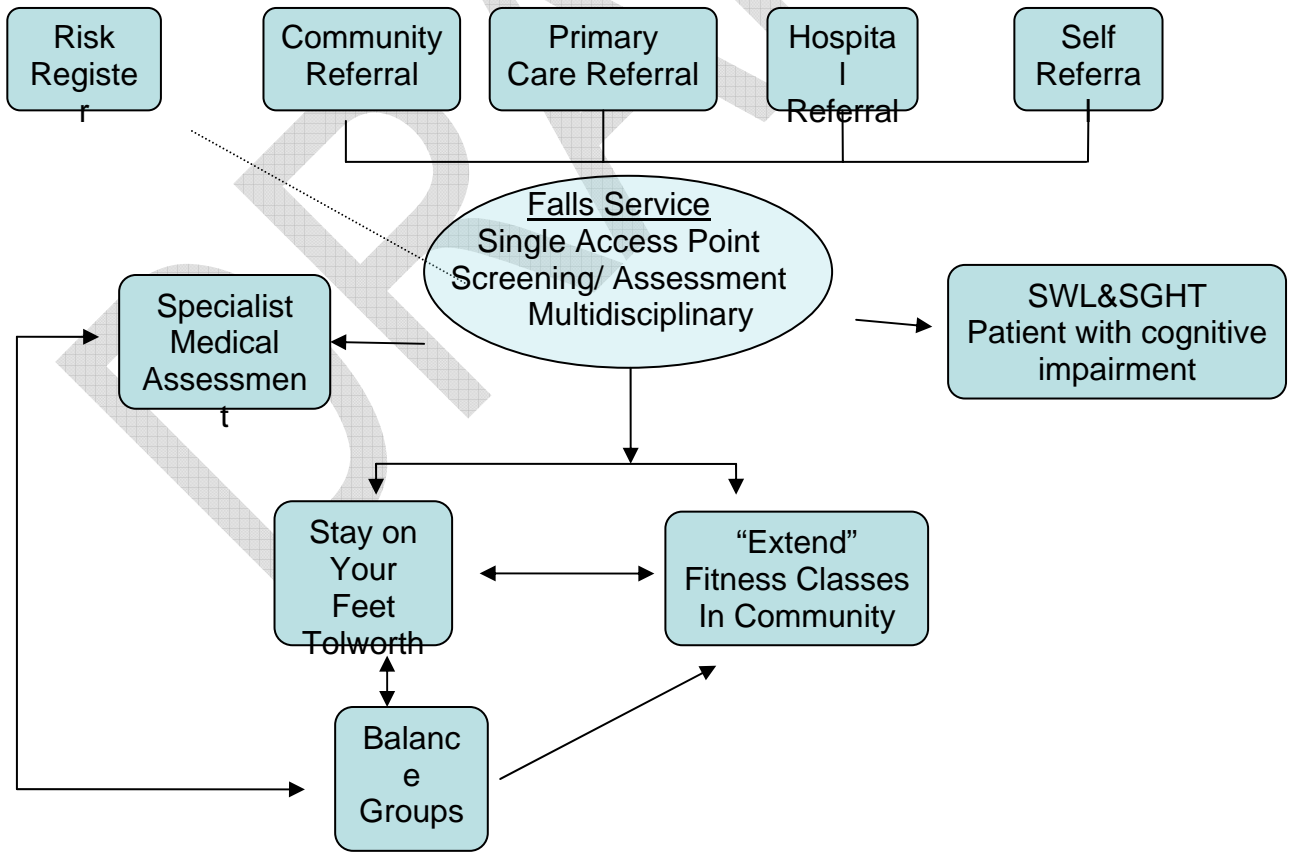 Risk
Registe
r
Community
Referral
Primary
Care Referral
Hospita
l
Referral
Self
Referra
l
Falls Service
Single Access Point
Screening/ Assessment
Multidisciplinary
Specialist
Medical
Assessmen
t
SWL&SGHT
Patient with cognitive
impairment
Stay on
Your
Feet
Tolworth
“Extend”
Fitness Classes
In Community
Balanc
e
Groups
DRA